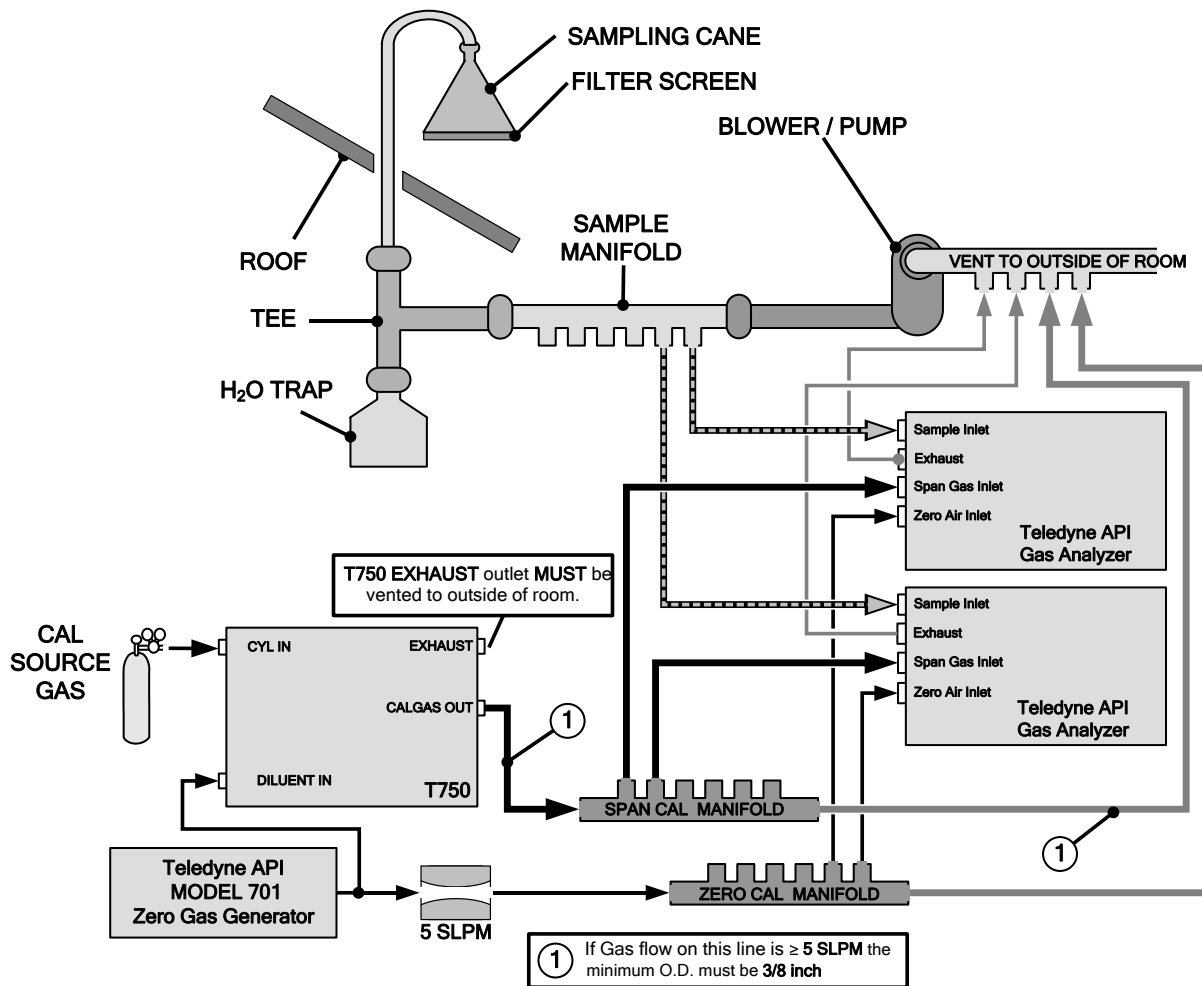 SAMPLING CANE
FILTER SCREEN
BLOWER / PUMP
SAMPLE
MANIFOLD
ROOF
VENT TO OUTSIDE OF ROOM
TEE
H₂O TRAP
Sample Inlet
Exhaust
Span Gas Inlet
Zero Air Inlet
Teledyne API
Gas Analyzer
T750 EXHAUST outlet MUST be
vented to outside of room.
Sample Inlet
Exhaust
Span Gas Inlet
Zero Air Inlet
Teledyne API
Gas Analyzer
CAL
SOURCE
GAS
CYL IN
EXHAUST
CALGAS OUT
DILUENT IN
T750
1
SPAN CAL MANIFOLD
1
Teledyne API
MODEL 701
Zero Gas Generator
5 SLPM
ZERO CAL MANIFOLD
1 If Gas flow on this line is ≥ 5 SLPM the
minimum O.D. must be 3/8 inch